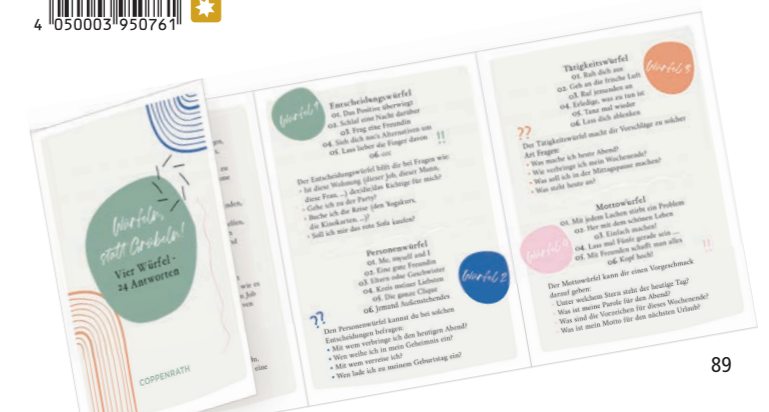 4 050003 950761
Würfeln,
statt Grübeln!
Vier Würfel -
24 Antworten
COPPENRATH
Würfel 1
Entscheidungswürfel
01. Das Positive überwiegt
02. Schlaf eine Nacht darüber
03. Frag eine Freundin
04. Sieh dich nach Alternativen um
05. Lass lieber die Finger davon
06.
!!
Der Entscheidungswürfel hilft dir bei Fragen wie:
• Ist diese Wohnung (dieser Job, dieser Mann,
diese Frau, ...) der/die/das Richtige für mich?
• Gehe ich zu der Party?
• Buche ich die Reise (den Yogakurs,
die Kinokarten, ...)?
• Soll ich mir das rote Sofa kaufen?
Personenwürfel
01. Me, myself and I
02. Eine gute Freundin
03. Eltern oder Geschwister
04. Kreis meiner Liebsten
05. Die ganze Clique
06. Jemand Außenstehendes
Würfel 2
??
Den Personenwürfel kannst du bei solchen
Entscheidungen befragen:
• Mit wem verbringe ich den heutigen Abend?
• Wen weihe ich in mein Geheimnis ein?
• Mit wem verreise ich?
• Wen lade ich zu meinem Geburtstag ein?
Tätigkeitswürfel
01. Ruh dich aus
02. Geh an die frische Luft
03. Ruf jemanden an
04. Erledige, was zu tun ist
05. Tanz mal wieder
06. Lass dich ablenken
Würfel 3
??
Der Tätigkeitswürfel macht dir Vorschläge zu solcher
Art Fragen:
• Was mache ich heute Abend?
• Wie verbringe ich mein Wochenende?
• Was soll ich in der Mittagspause machen?
• Was steht heute an?
Mottowürfel
01. Mit jedem Lachen stirbt ein Problem
02. Her mit dem schönen Leben
03. Einfach machen!
04. Lass mal Fünfe gerade sein ...
05. Mit Freunden schafft man alles
06. Kopf hoch!
Würfel 4
!!
Der Mottowürfel kann dir einen Vorgeschmack
darauf geben:
• Unter welchem Stern steht der heutige Tag?
• Was ist meine Parole für den Abend?
• Was sind die Vorzeichen für dieses Wochenende?
• Was ist mein Motto für den nächsten Urlaub?
89